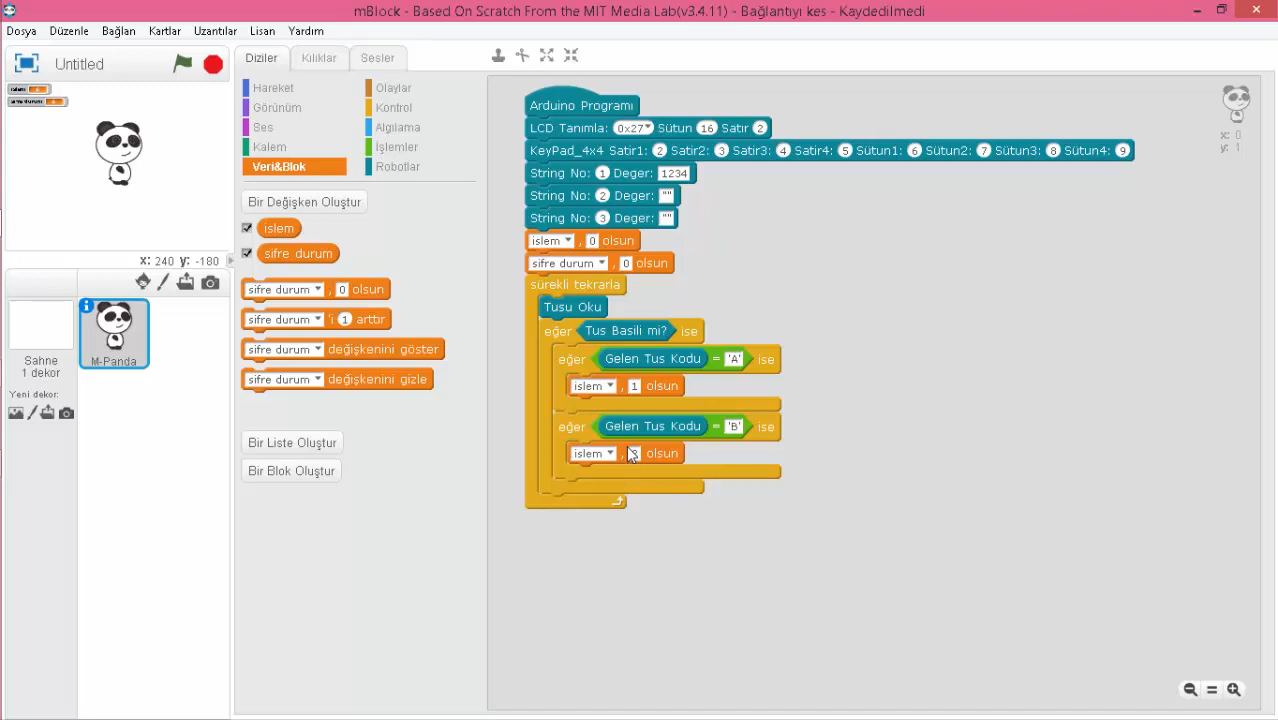 mBlock - Based On Scratch From the MIT Media Lab(v3.4.11) - Bağlantıyı kes - Kaydedilmedi
Dosya Düzenle Bağlan Kartlar Uzantılar Lisan Yardım
Untitled
islem
sifre durum
x: 240 y: -180
Sahne
1 dekor
Yeni dekor:
M-Panda
Diziler Kılıklar Sesler
Hareket Olaylar
Görünüm Kontrol
Ses Algılama
Kalem İşlemler
Veri&Blok Robotlar
Bir Değişken Oluştur
islem
sifre durum
sifre durum , 0 olsun
sifre durum 'i 1 arttır
sifre durum değişkenini göster
sifre durum değişkenini gizle
Bir Liste Oluştur
Bir Blok Oluştur
Arduino Programı
LCD Tanımla: 0x27 Sütun 16 Satır 2
KeyPad_4x4 Satir1: 2 Satir2: 3 Satir3: 4 Satir4: 5 Sütun1: 6 Sütun2: 7 Sütun3: 8 Sütun4: 9
String No: 1 Deger: 1234
String No: 2 Deger: ""
String No: 3 Deger: ""
islem , 0 olsun
sifre durum , 0 olsun
sürekli tekrarla
Tusu Oku
eğer Tus Basili mi? ise
eğer Gelen Tus Kodu = 'A' ise
islem , 1 olsun
eğer Gelen Tus Kodu = 'B' ise
islem , olsun
x: 0
y: 1